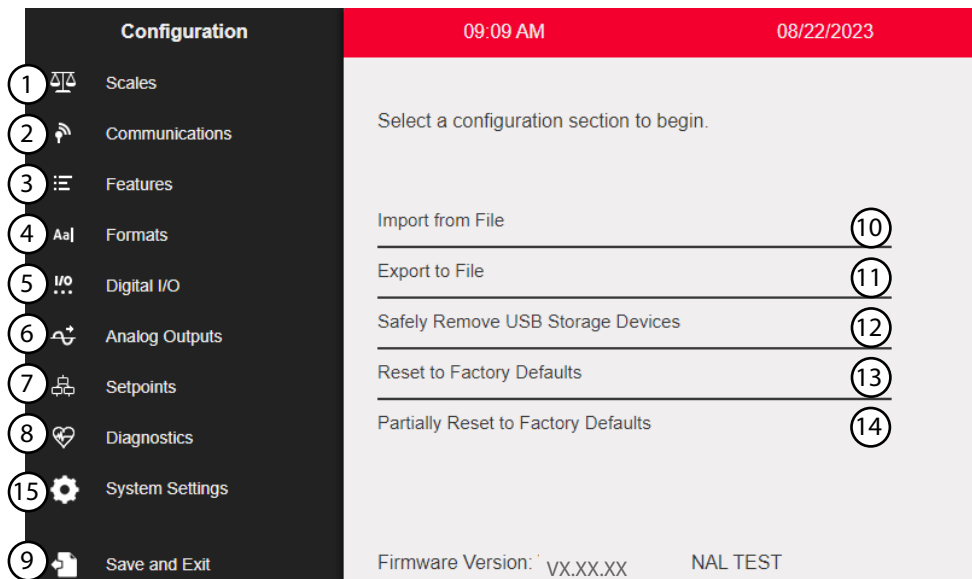 Configuration 09:09 AM 08/22/2023
1 Scales
2 Communications
3 Features
4 Aa Formats
5 I/O Digital I/O
6 Analog Outputs
7 Setpoints
8 Diagnostics
15 System Settings
9 Save and Exit
Select a configuration section to begin.
Import from File 10
Export to File 11
Safely Remove USB Storage Devices 12
Reset to Factory Defaults 13
Partially Reset to Factory Defaults 14
Firmware Version: VX.XX.XX NAL TEST